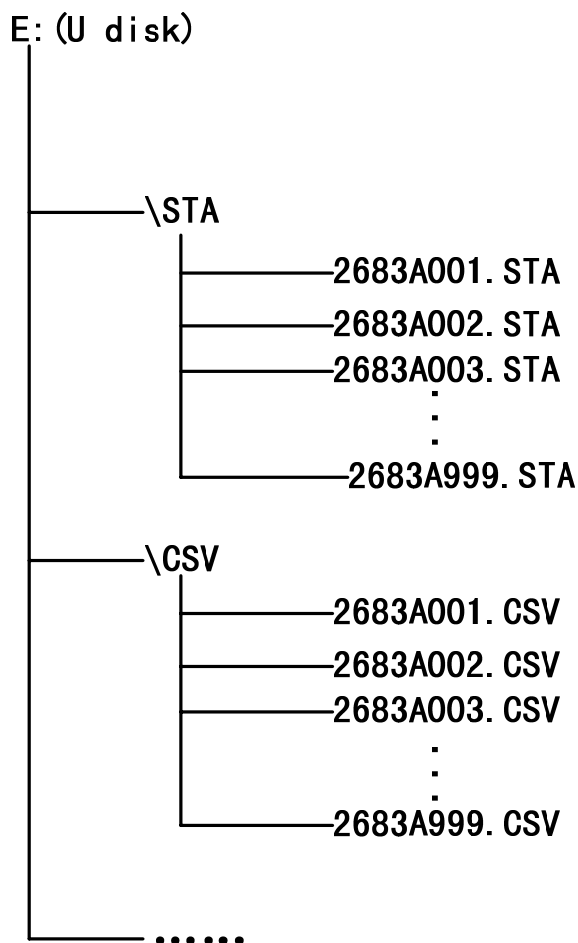 E:(U disk)
\STA
2683A001.STA
2683A002.STA
2683A003.STA
2683A999.STA
\CSV
2683A001.CSV
2683A002.CSV
2683A003.CSV
2683A999.CSV
......